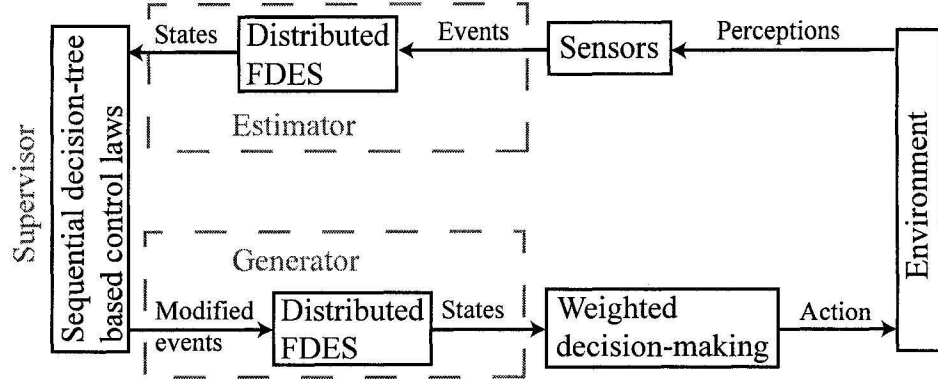 States
Distributed
FDES
Events
Sensors
Perceptions
Estimator
Supervisor
Sequential decision-tree
based control laws
Environment
Generator
Modified
events
Distributed
FDES
States
Weighted
decision-making
Action